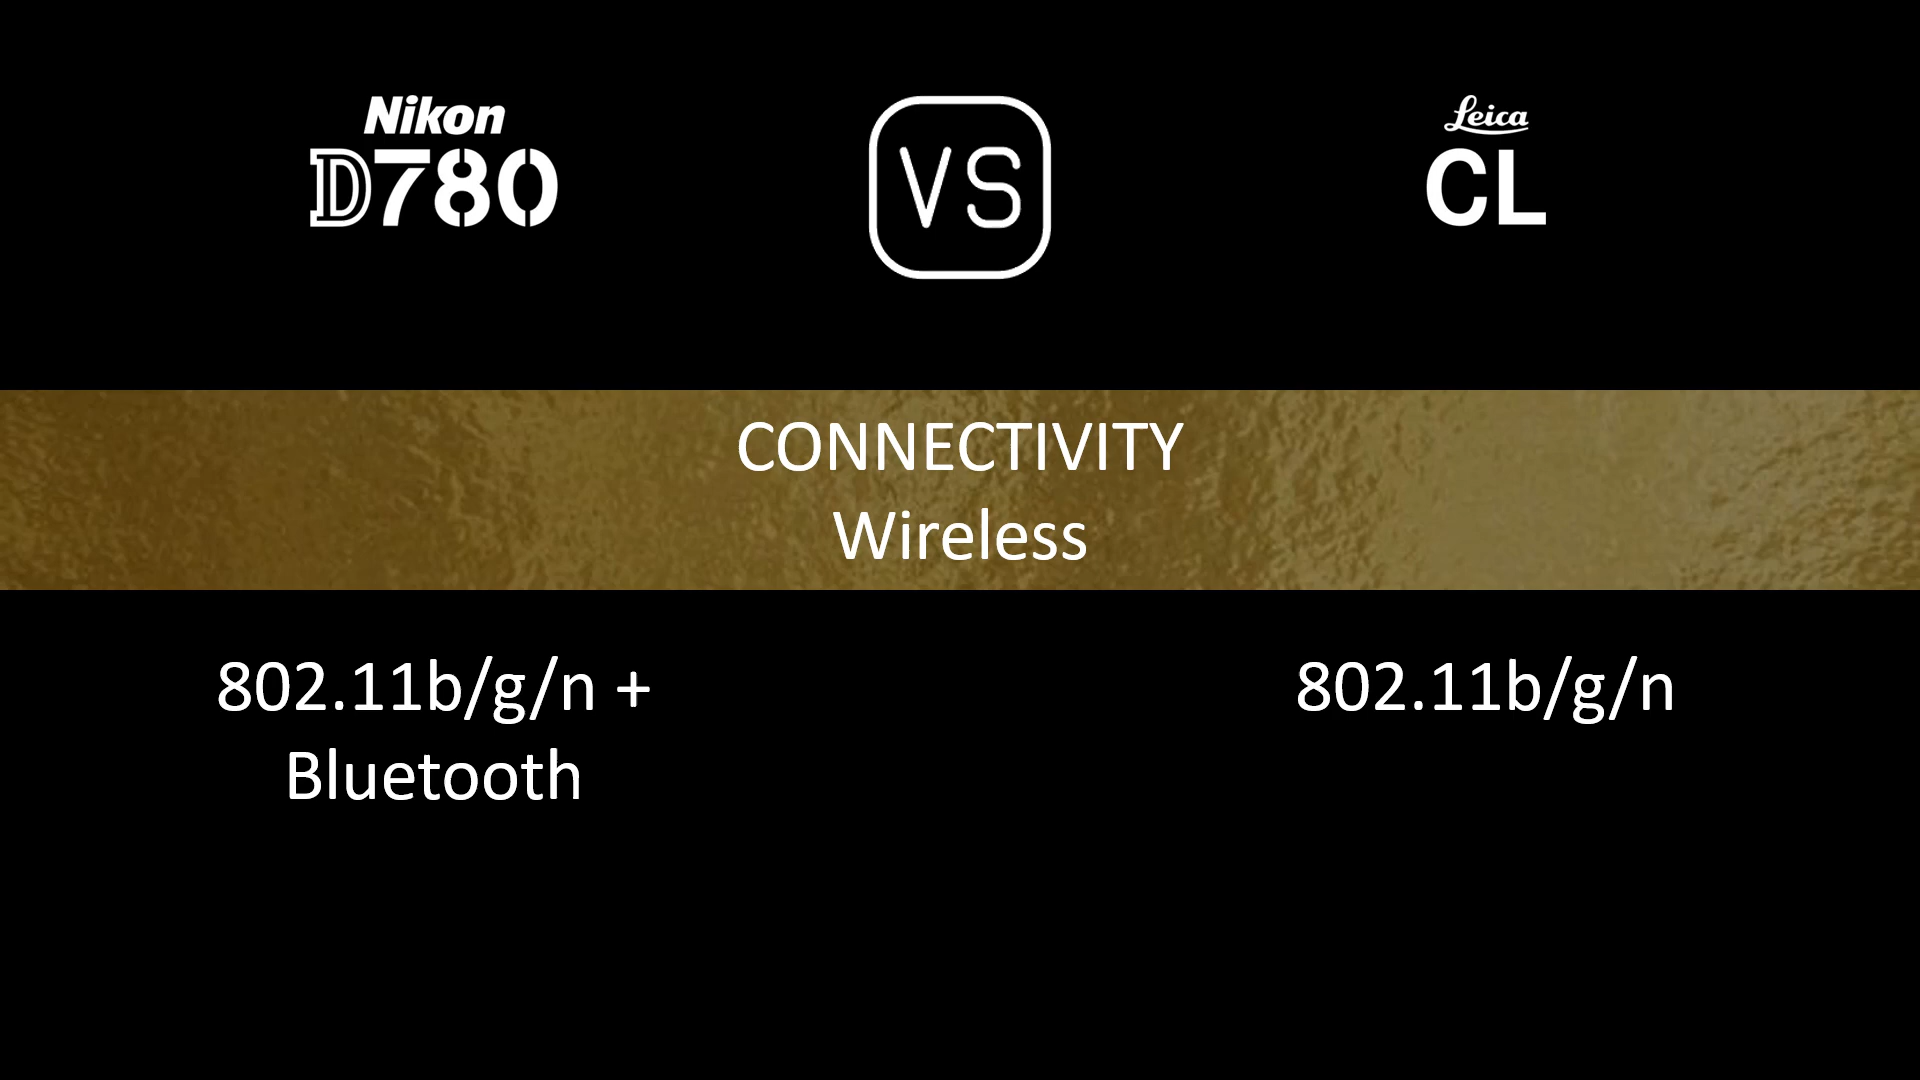 Nikon
D780
VS
Leica
CL
CONNECTIVITY
Wireless
802.11b/g/n +
Bluetooth
802.11b/g/n